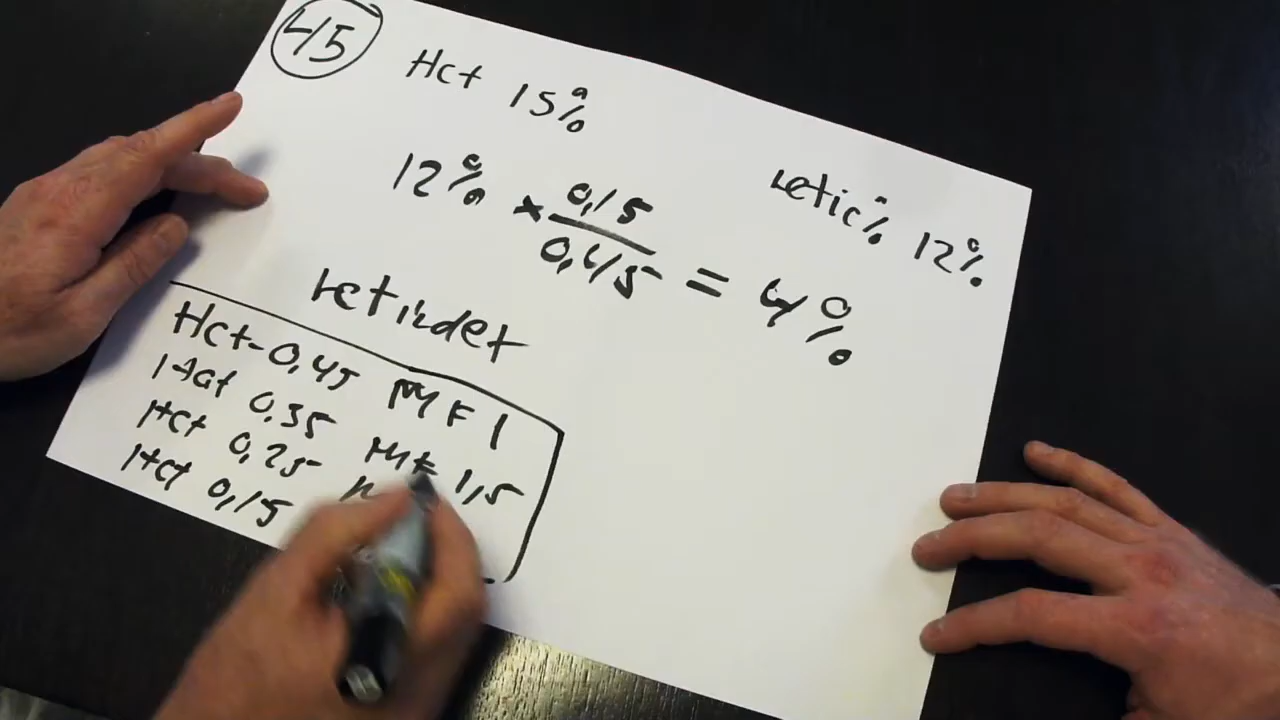 45
Hct 15%
retic% 12%
12% * 0,15 / 0,45 = 4%
retindex
Hct-0,45 MF 1
Hct 0,35 MF 1,5
Hct 0,25
Hct 0,15